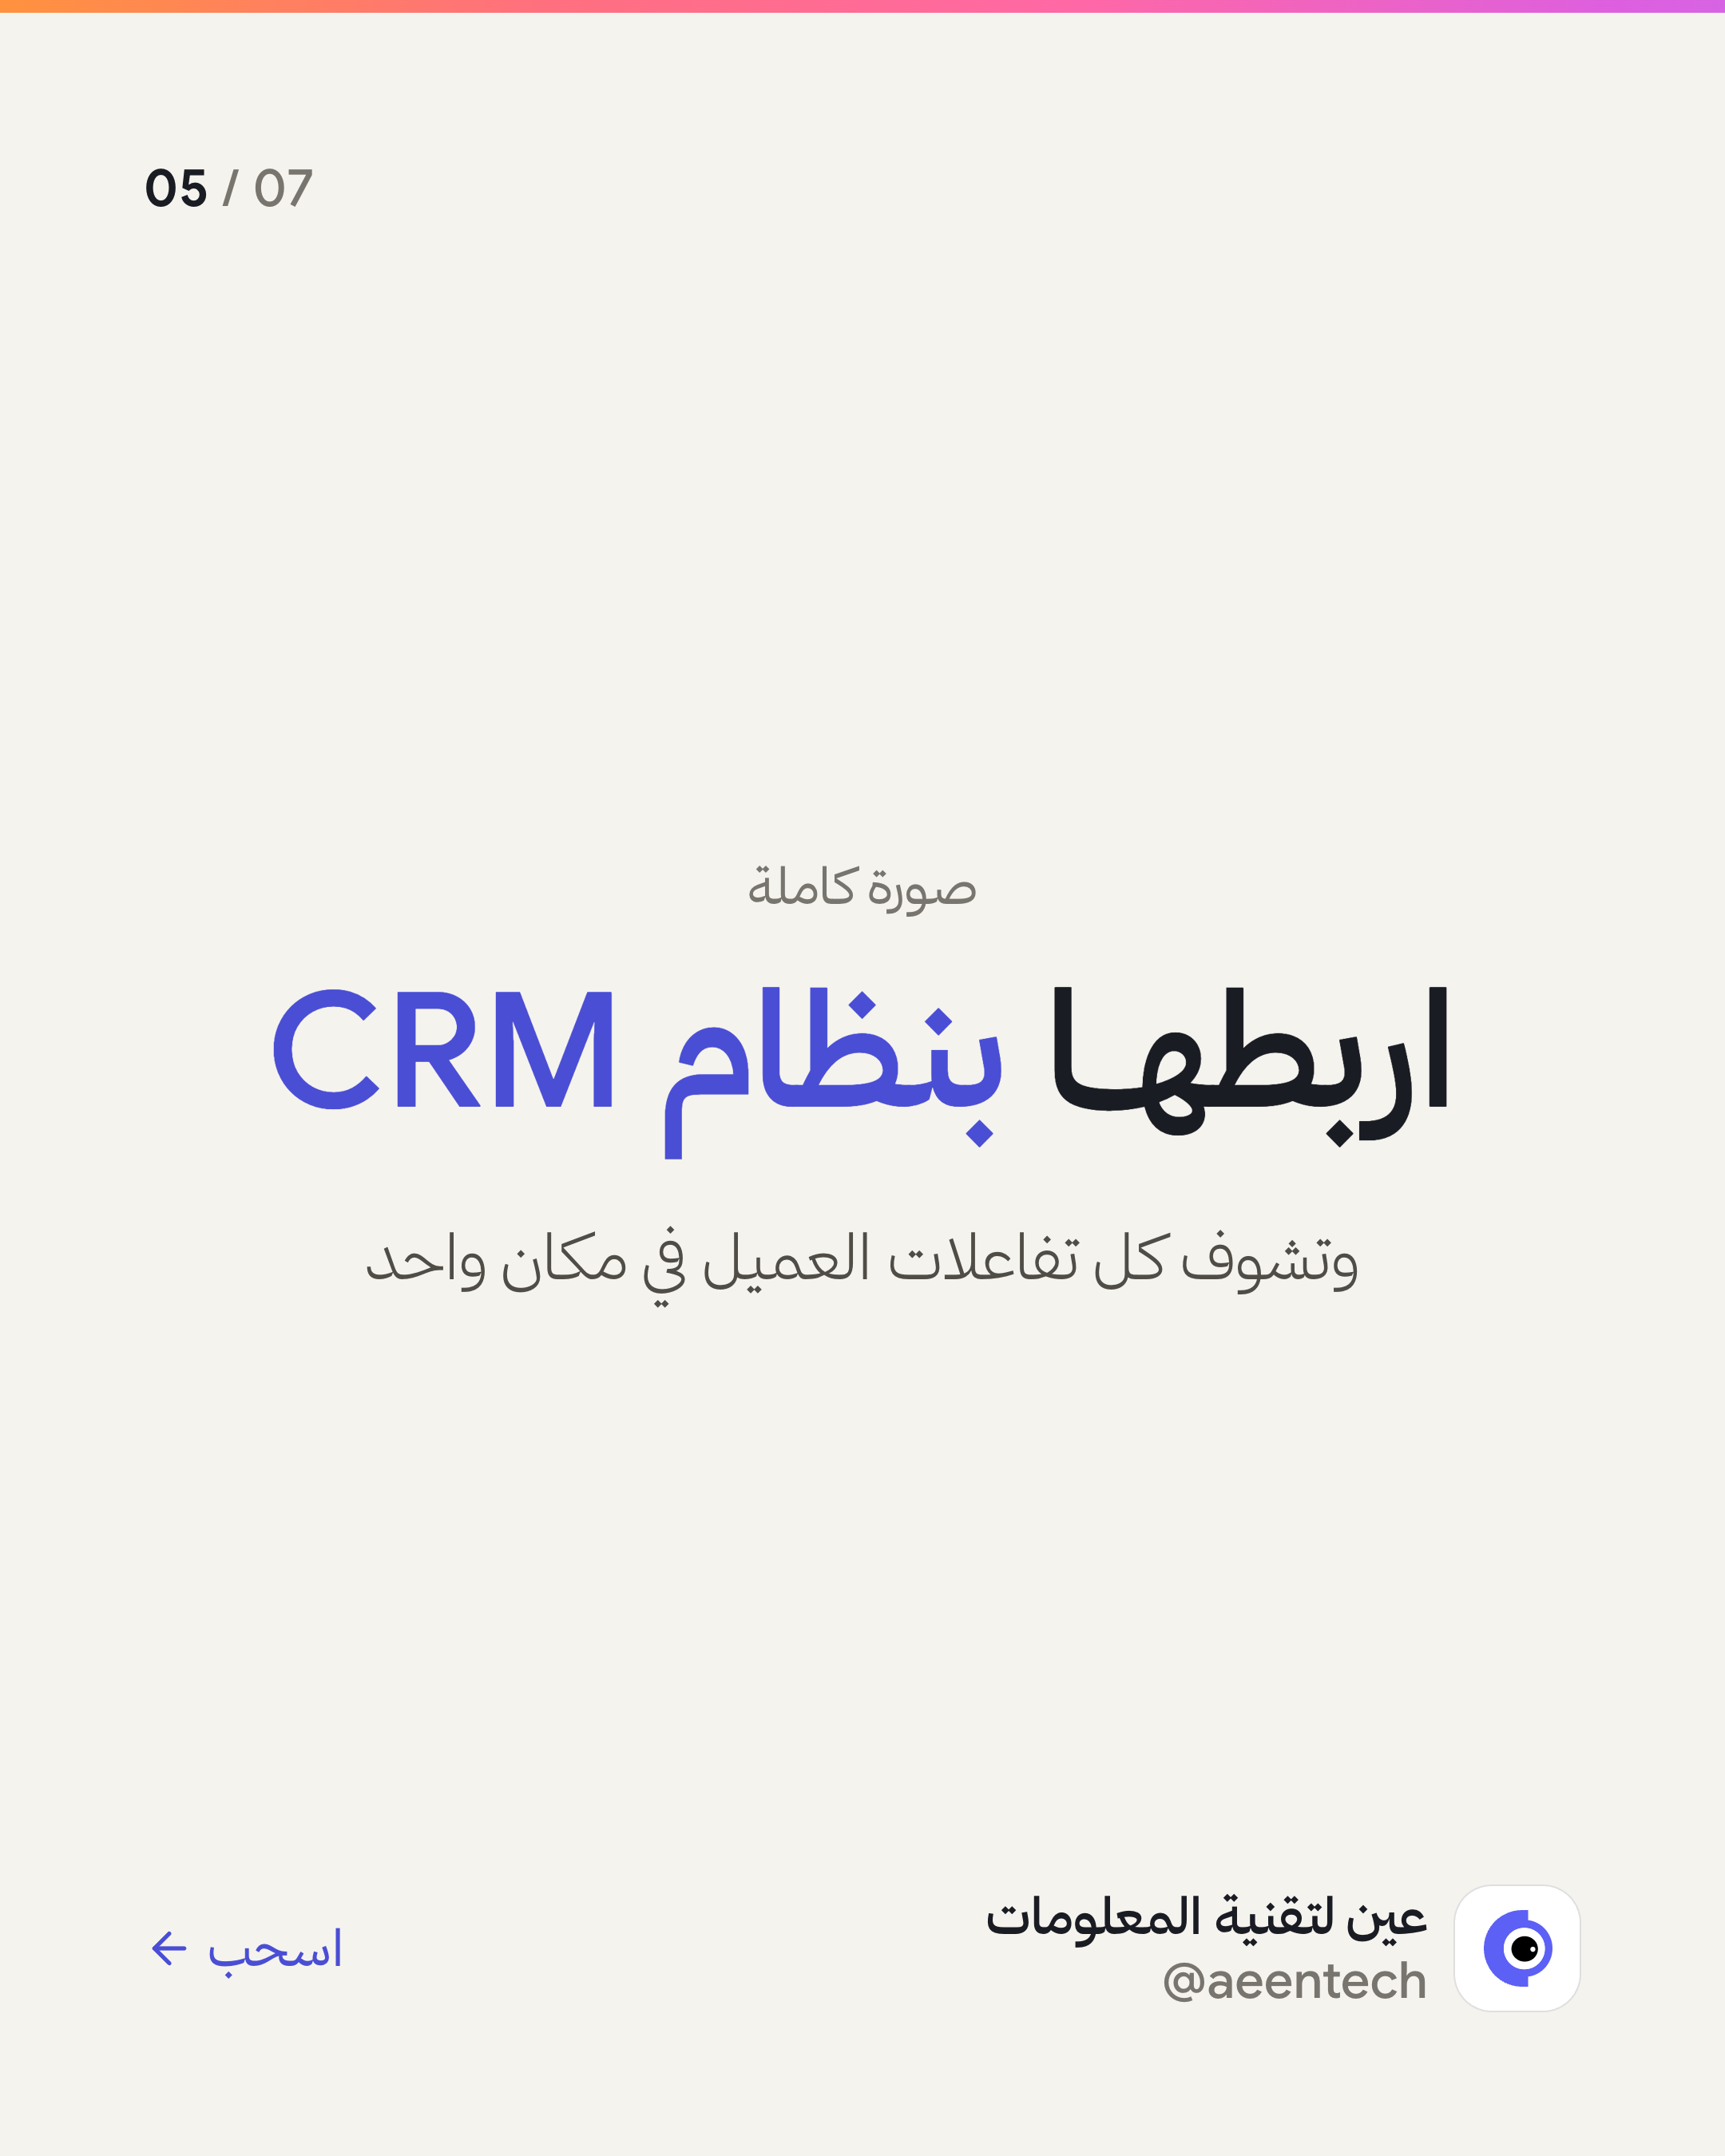 05 / 07
صورة كاملة
اربطها بنظام CRM
وتشوف كل تفاعلات العميل في مكان واحد
عين لتقنية المعلومات
@aeentech
اسحب ←